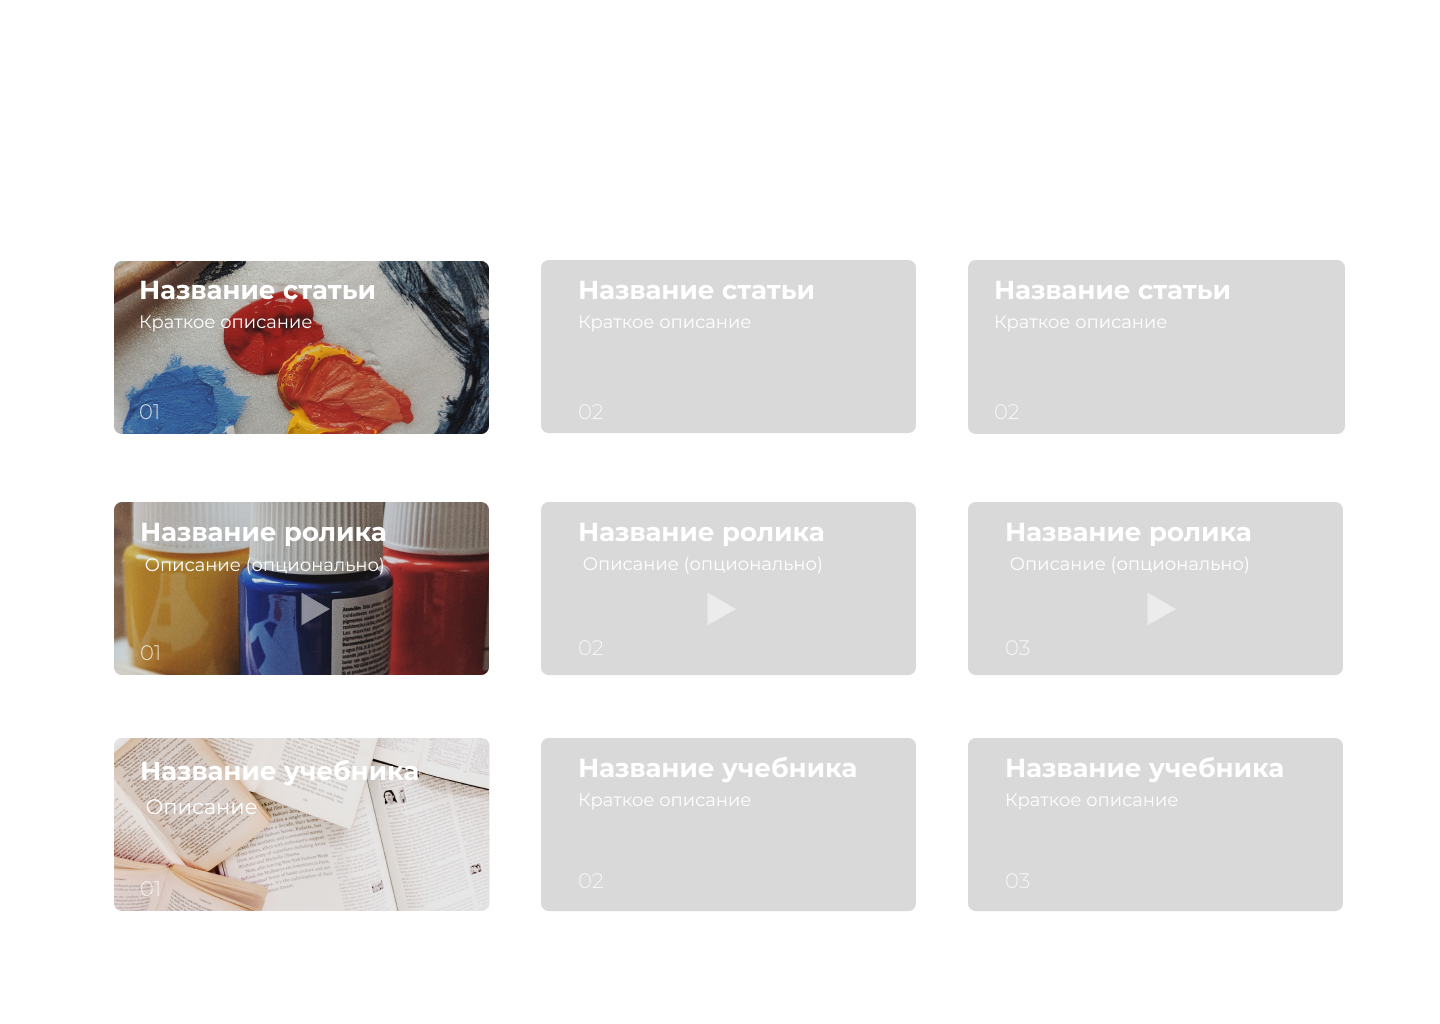 Название статьи
Краткое описание
01
Название статьи
Краткое описание
02
Название статьи
Краткое описание
02
Название ролика
Описание (опционально)
01
Название ролика
Описание (опционально)
02
Название ролика
Описание (опционально)
03
Название учебника
Описание
01
Название учебника
Краткое описание
02
Название учебника
Краткое описание
03